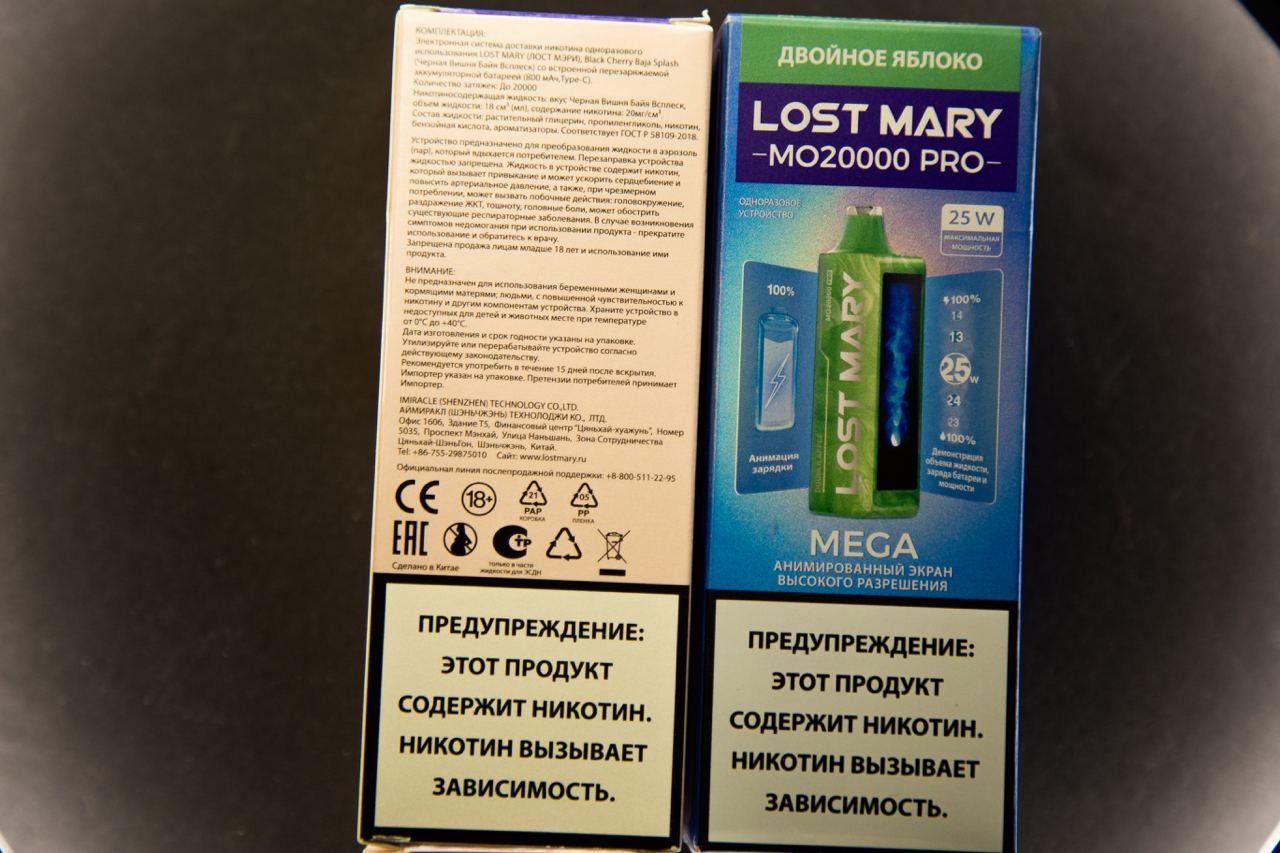 КОМПЛЕКТАЦИЯ:
Электронная система доставки никотина одноразового
использования LOST MARY (ЛОСТ МЭРИ), Black Cherry Baja Splash
(Черная Вишня Байя Всплеск) со встроенной перезаряжаемой
аккумуляторной батареей (800 мАч,Type-C).
Количество затяжек: До 20000
Никотиносодержащая жидкость: вкус Черная Вишня Байя Всплеск,
объем жидкости: 18 см³ (мл), содержание никотина: 20мг/см³.
Состав жидкости: растительный глицерин, пропиленгликоль, никотин,
бензойная кислота, ароматизаторы. Соответствует ГОСТ Р 58109-2018.
Устройство предназначено для преобразования жидкости в аэрозоль
(пар), который вдыхается потребителем. Перезаправка устройства
жидкостью запрещена. Жидкость в устройстве содержит никотин,
который вызывает привыкание и может ускорить сердцебиение и
повысить артериальное давление, а также, при чрезмерном
потреблении, может вызвать побочные действия: головокружение,
раздражение ЖКТ, тошноту, головные боли, может обострить
существующие респираторные заболевания. В случае возникновения
симптомов недомогания при использовании продукта - прекратите
использование и обратитесь к врачу.
Запрещена продажа лицам младше 18 лет и использование ими
продукта.
ВНИМАНИЕ:
Не предназначен для использования беременными женщинами и
кормящими матерями; людьми, с повышенной чувствительностью к
никотину и другим компонентам устройства. Храните устройство в
недоступных для детей и животных месте при температуре
от 0°C до +40°C.
Дата изготовления и срок годности указаны на упаковке.
Утилизируйте или перерабатывайте устройство согласно
действующему законодательству.
Рекомендуется употребить в течение 15 дней после вскрытия.
Импортер указан на упаковке. Претензии потребителей принимает
Импортер.
IMIRACLE (SHENZHEN) TECHNOLOGY CO.,LTD.
АЙМИРАКЛ (ШЭНЬЧЖЭНЬ) ТЕХНОЛОДЖИ КО., ЛТД.
Офис 1606, Здание T5, Финансовый центр "Цяньхай-хуажунь", Номер
5035, Проспект Мэнхай, Улица Наньшань, Зона Сотрудничества
Цяньхай-ШэньГон, Шэньчжэнь, Китай.
Tel: +86-755-29875010 Сайт: www.lostmary.ru
Официальная линия послепродажной поддержки: +8-800-511-22-95
CE 18+ 21 05
PAP PP
КОРОБКА ПЛЕНКА
EAC СТР
Сделано в Китае только в части
жидкости для ЭСДН
ПРЕДУПРЕЖДЕНИЕ:
ЭТОТ ПРОДУКТ
СОДЕРЖИТ НИКОТИН.
НИКОТИН ВЫЗЫВАЕТ
ЗАВИСИМОСТЬ.
ДВОЙНОЕ ЯБЛОКО
LOST MARY
MO20000 PRO
ОДНОРАЗОВОЕ
УСТРОЙСТВО
25 W
МАКСИМАЛЬНАЯ
МОЩНОСТЬ
100%
Анимация
зарядки
LOST MARY
MO20000 PRO
DOUBLE APPLE
100%
14
13
25 W
24
23
100%
Демонстрация
объема жидкости,
заряда батареи и
мощности
MEGA
АНИМИРОВАННЫЙ ЭКРАН
ВЫСОКОГО РАЗРЕШЕНИЯ
ПРЕДУПРЕЖДЕНИЕ:
ЭТОТ ПРОДУКТ
СОДЕРЖИТ НИКОТИН.
НИКОТИН ВЫЗЫВАЕТ
ЗАВИСИМОСТЬ.